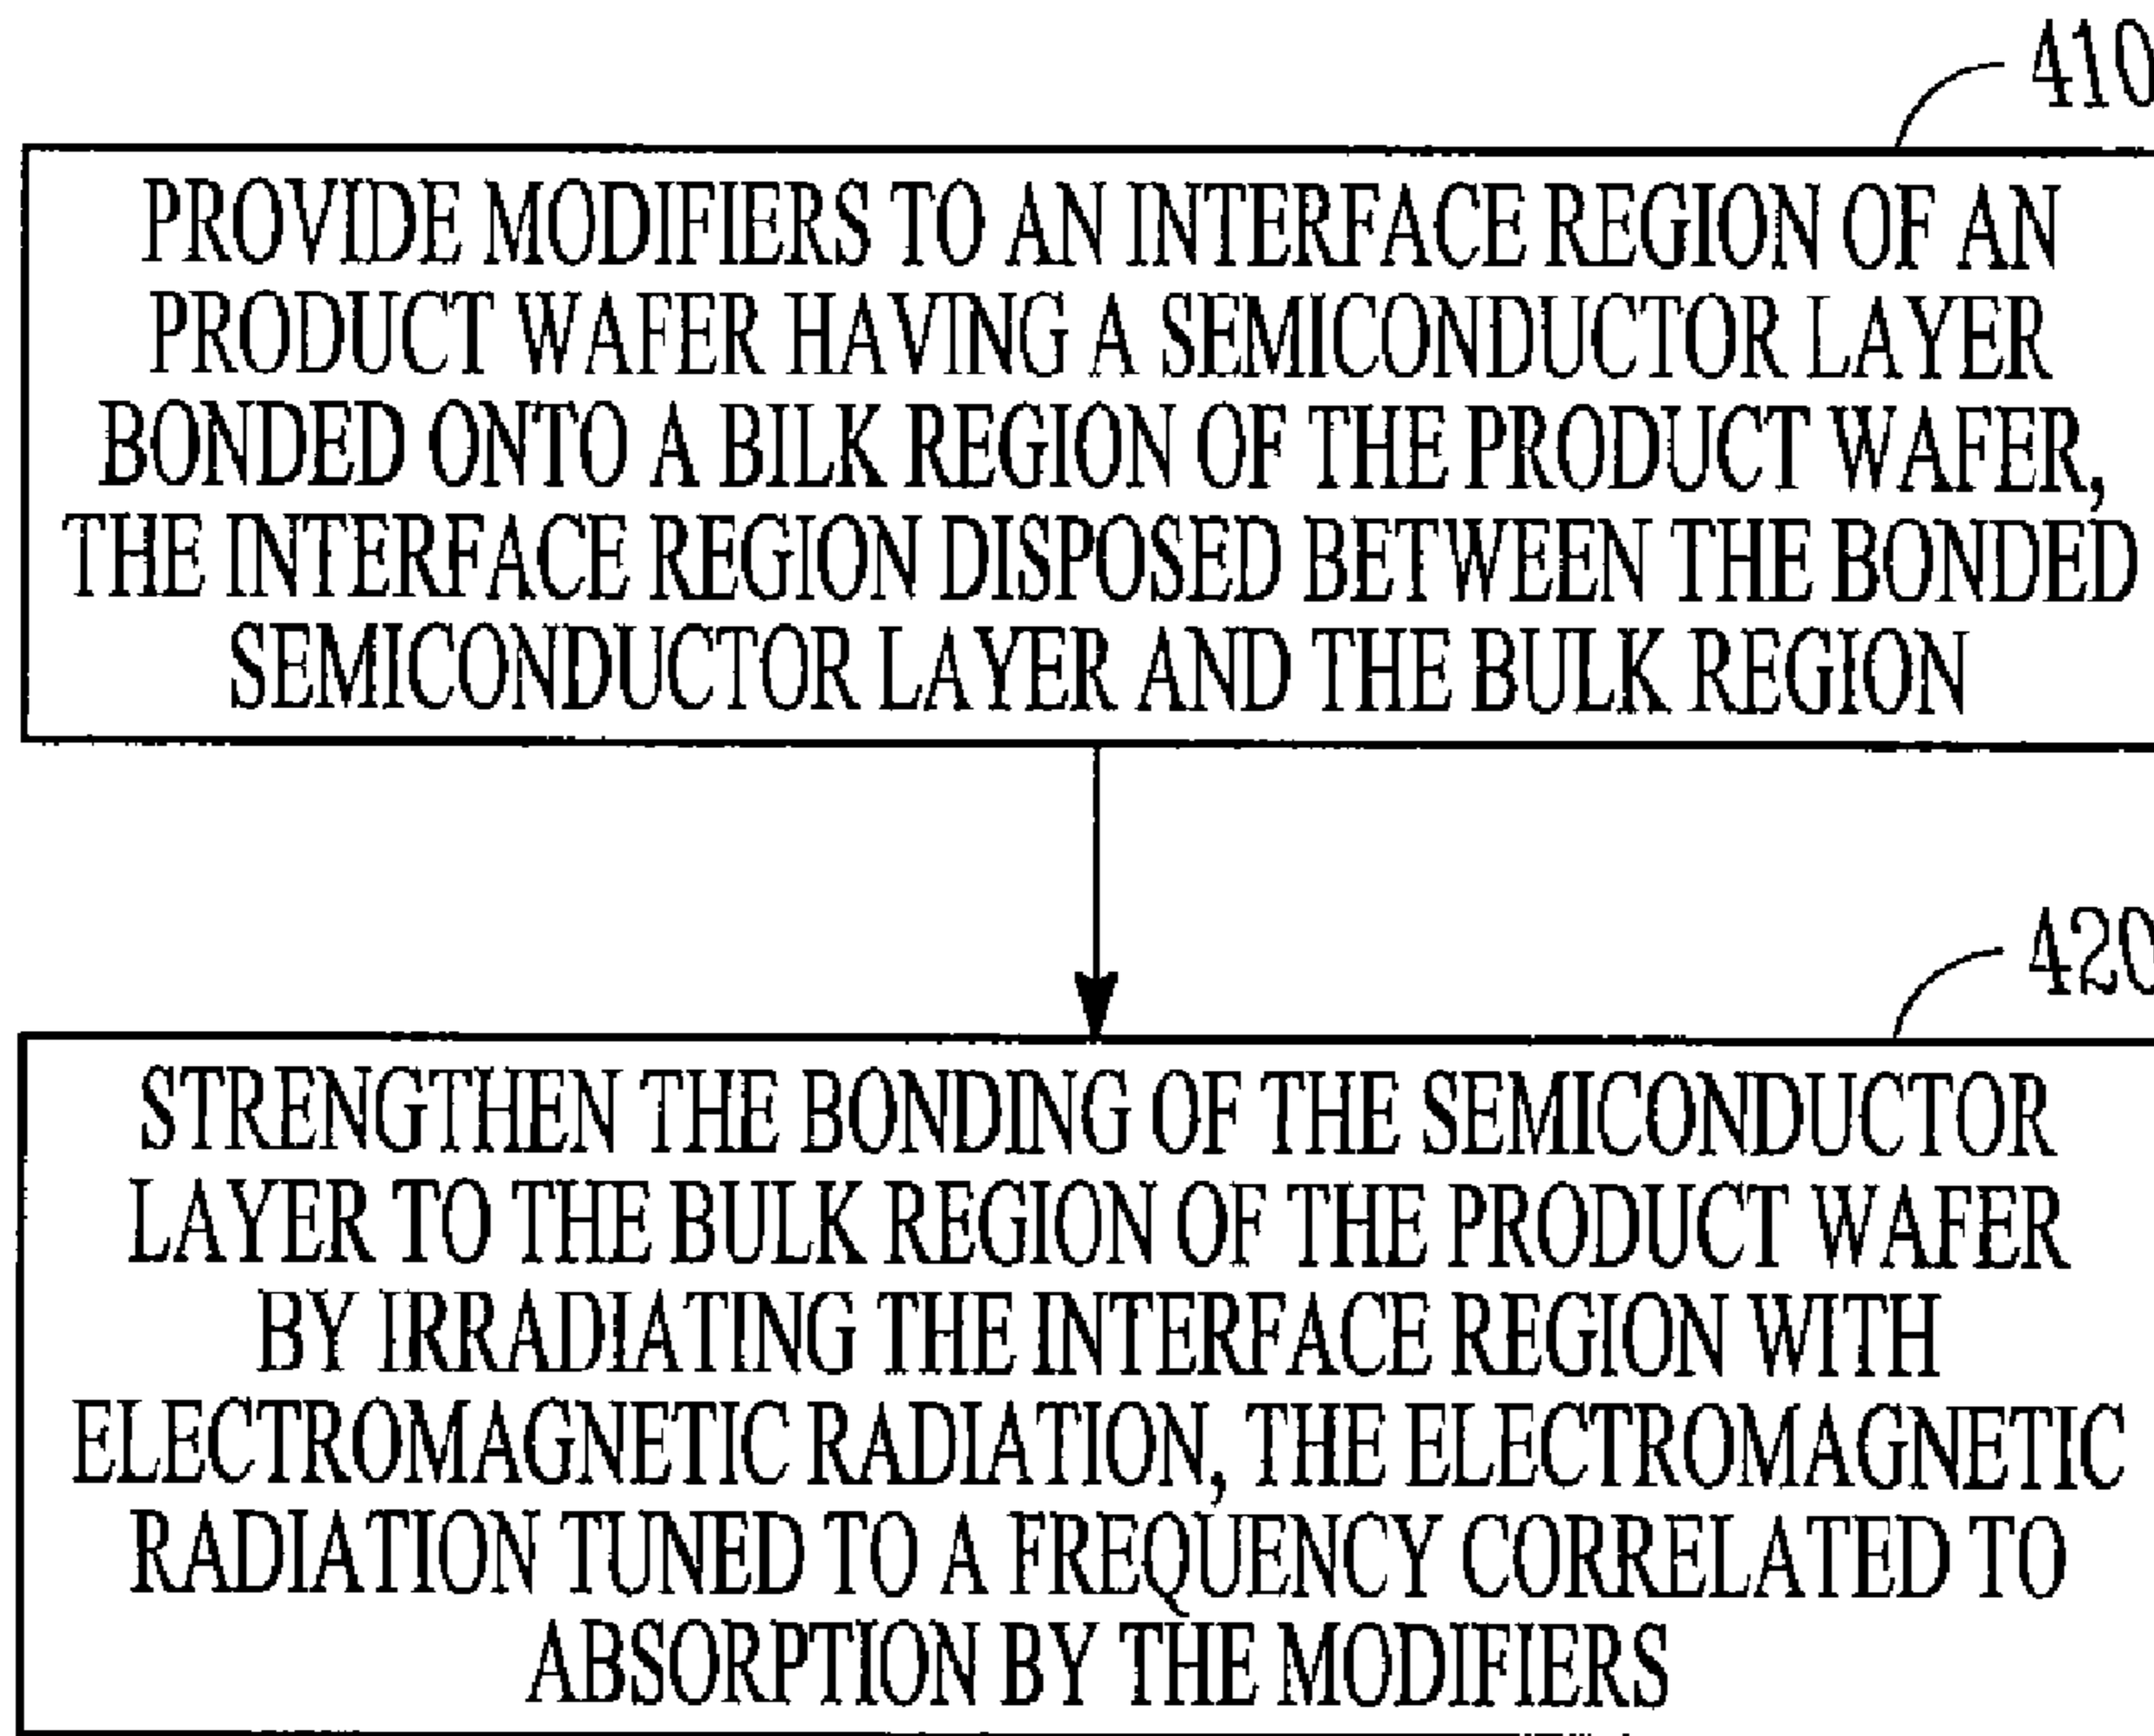 410
PROVIDE MODIFIERS TO AN INTERFACE REGION OF AN
PRODUCT WAFER HAVING A SEMICONDUCTOR LAYER
BONDED ONTO A BILK REGION OF THE PRODUCT WAFER,
THE INTERFACE REGION DISPOSED BETWEEN THE BONDED
SEMICONDUCTOR LAYER AND THE BULK REGION
420
STRENGTHEN THE BONDING OF THE SEMICONDUCTOR
LAYER TO THE BULK REGION OF THE PRODUCT WAFER
BY IRRADIATING THE INTERFACE REGION WITH
ELECTROMAGNETIC RADIATION, THE ELECTROMAGNETIC
RADIATION TUNED TO A FREQUENCY CORRELATED TO
ABSORPTION BY THE MODIFIERS